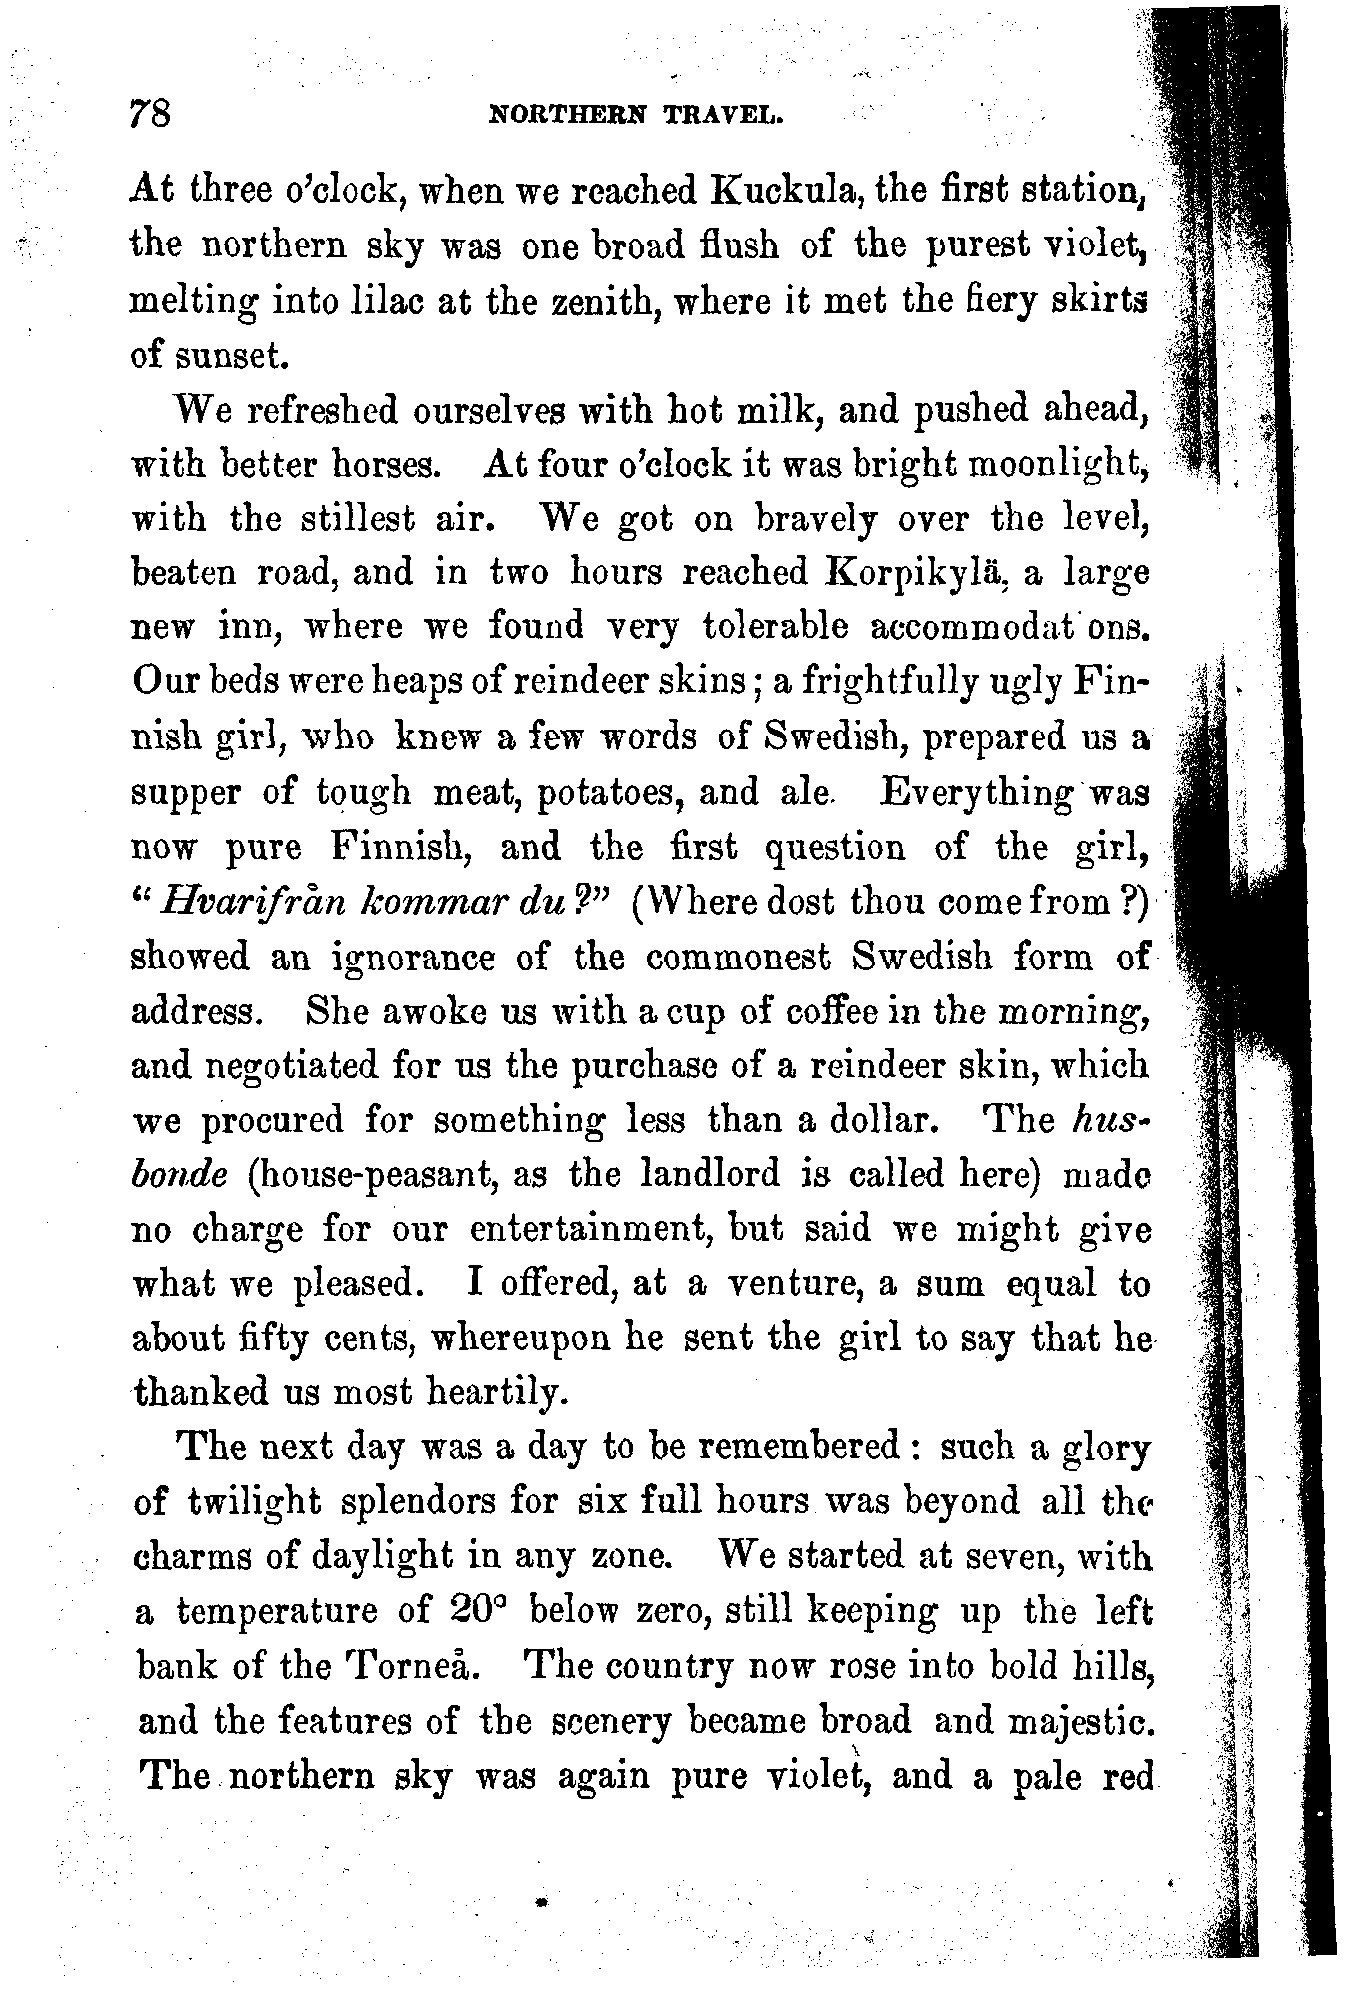 78 NORTHERN TRAVEL.
At three o'clock, when we reached Kuckula, the first station,
the northern sky was one broad flush of the purest violet,
melting into lilac at the zenith, where it met the fiery skirts
of sunset.
We refreshed ourselves with hot milk, and pushed ahead,
with better horses. At four o'clock it was bright moonlight,
with the stillest air. We got on bravely over the level,
beaten road, and in two hours reached Korpikylä, a large
new inn, where we found very tolerable accommodat ons.
Our beds were heaps of reindeer skins; a frightfully ugly Fin-
nish girl, who knew a few words of Swedish, prepared us a
supper of tough meat, potatoes, and ale. Everything was
now pure Finnish, and the first question of the girl,
"Hvarifrån kommar du?" (Where dost thou come from?)
showed an ignorance of the commonest Swedish form of
address. She awoke us with a cup of coffee in the morning,
and negotiated for us the purchase of a reindeer skin, which
we procured for something less than a dollar. The hus-
bonde (house-peasant, as the landlord is called here) made
no charge for our entertainment, but said we might give
what we pleased. I offered, at a venture, a sum equal to
about fifty cents, whereupon he sent the girl to say that he
thanked us most heartily.
The next day was a day to be remembered: such a glory
of twilight splendors for six full hours was beyond all the
charms of daylight in any zone. We started at seven, with
a temperature of 20° below zero, still keeping up the left
bank of the Torneå. The country now rose into bold hills,
and the features of the scenery became broad and majestic.
The northern sky was again pure violet, and a pale red